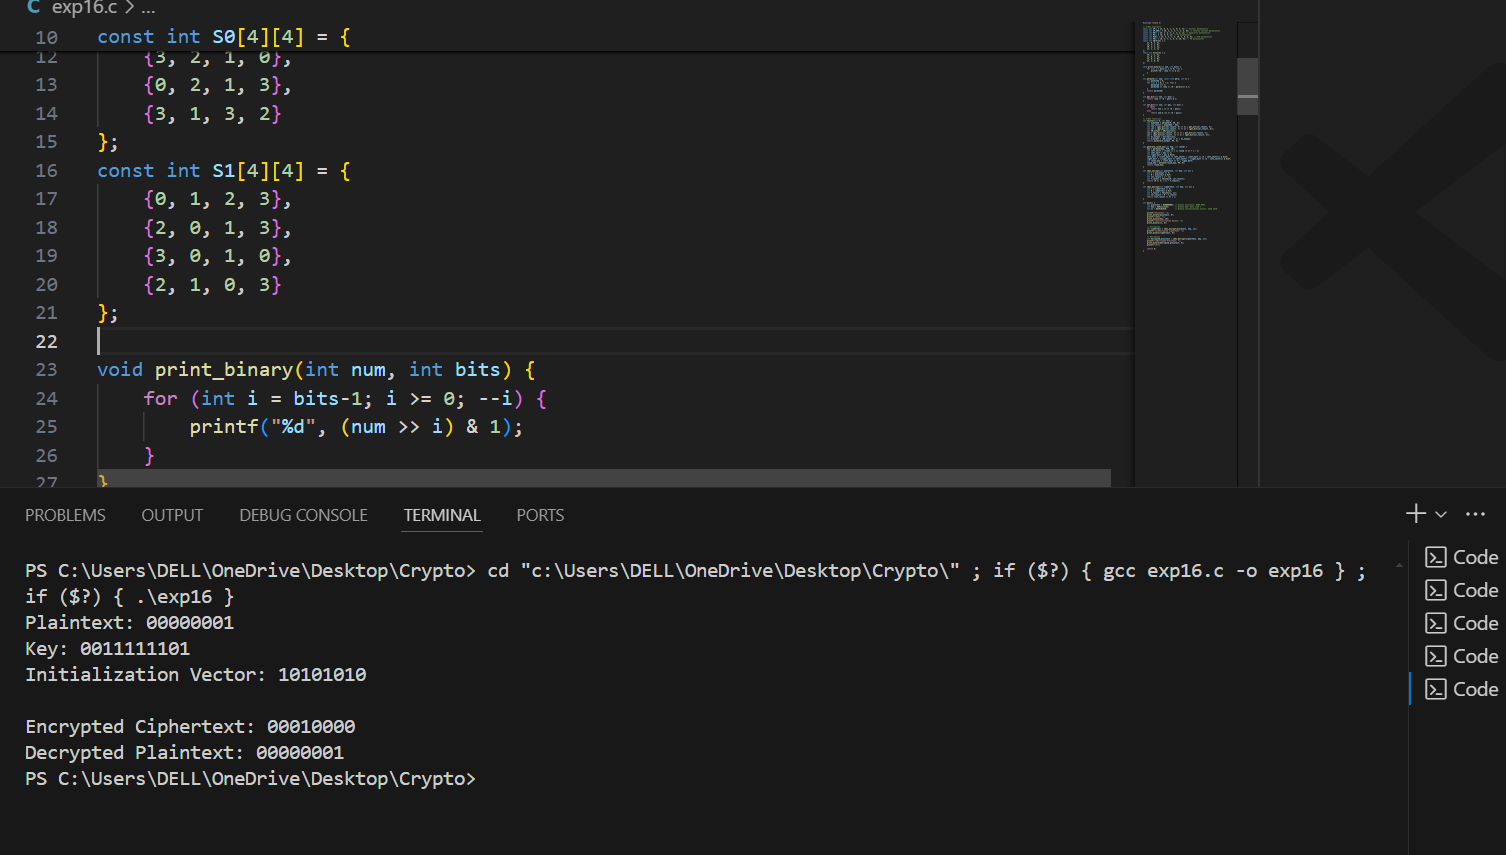 C exp16.c > ...
10 const int S0[4][4] = {
12 {3, 2, 1, 0},
13 {0, 2, 1, 3},
14 {3, 1, 3, 2}
15 };
16 const int S1[4][4] = {
17 {0, 1, 2, 3},
18 {2, 0, 1, 3},
19 {3, 0, 1, 0},
20 {2, 1, 0, 3}
21 };
22
23 void print_binary(int num, int bits) {
24 for (int i = bits-1; i >= 0; --i) {
25 printf("%d", (num >> i) & 1);
26 }
27 }
PROBLEMS OUTPUT DEBUG CONSOLE TERMINAL PORTS
PS C:\Users\DELL\OneDrive\Desktop\Crypto> cd "c:\Users\DELL\OneDrive\Desktop\Crypto\" ; if ($?) { gcc exp16.c -o exp16 } ;
if ($?) { .\exp16 }
Plaintext: 00000001
Key: 0011111101
Initialization Vector: 10101010
Encrypted Ciphertext: 00010000
Decrypted Plaintext: 00000001
PS C:\Users\DELL\OneDrive\Desktop\Crypto>
Code
Code
Code
Code
Code